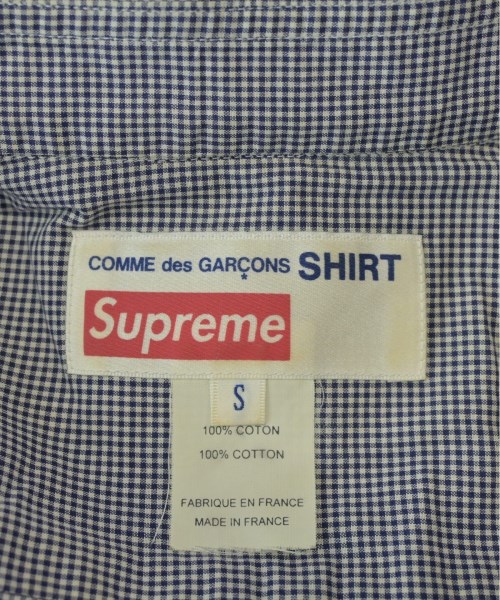 COMME des GARÇONS SHIRT
Supreme
S
100% COTON
100% COTTON
FABRIQUE EN FRANCE
MADE IN FRANCE